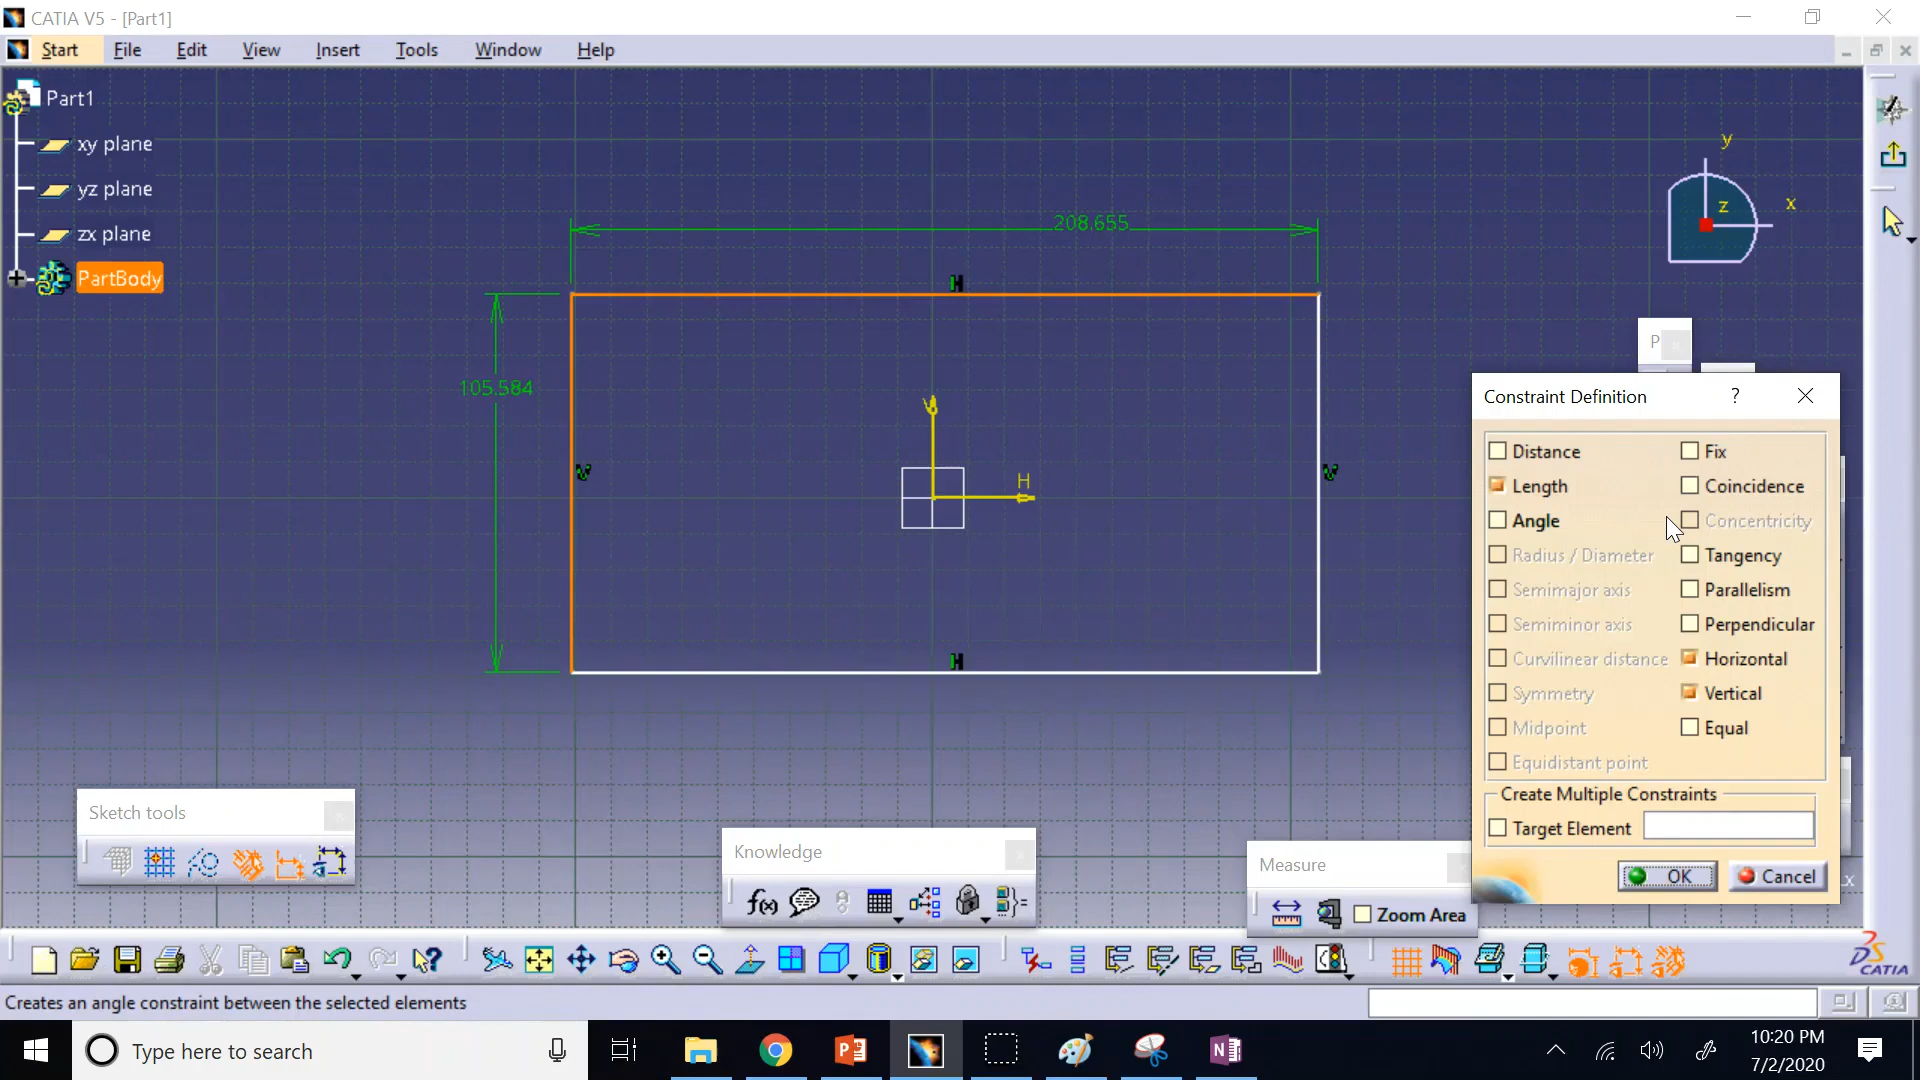 CATIA V5 - [Part1]
Start File Edit View Insert Tools Window Help
Part1
xy plane
yz plane
zx plane
PartBody
208.655
105.584
H
V
V
H
V
H
y
z
x
P
Constraint Definition ?
Distance
Length
Angle
Radius / Diameter
Semimajor axis
Semiminor axis
Curvilinear distance
Symmetry
Midpoint
Equidistant point
Fix
Coincidence
Concentricity
Tangency
Parallelism
Perpendicular
Horizontal
Vertical
Equal
Create Multiple Constraints
Target Element
OK Cancel
Sketch tools
Knowledge
f(x)
Measure
Zoom Area
x
DS CATIA
Creates an angle constraint between the selected elements
Type here to search
10:20 PM
7/2/2020